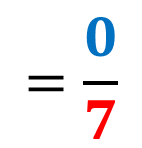 = 0/7